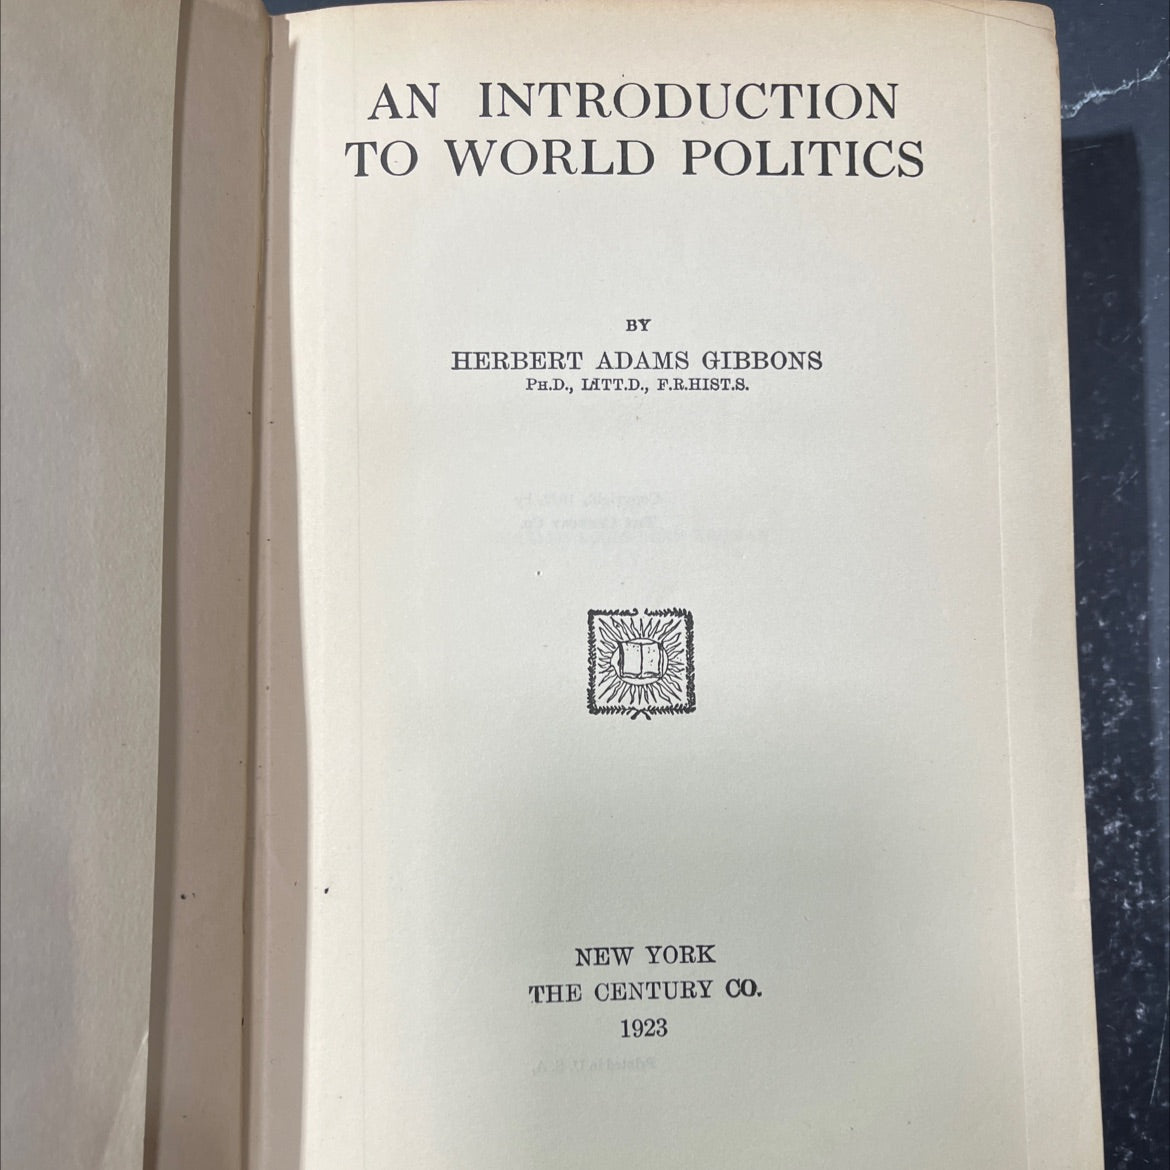 AN INTRODUCTION
TO WORLD POLITICS
BY
HERBERT ADAMS GIBBONS
PH.D., LITT.D., F.R.HIST.S.
NEW YORK
THE CENTURY CO.
1923